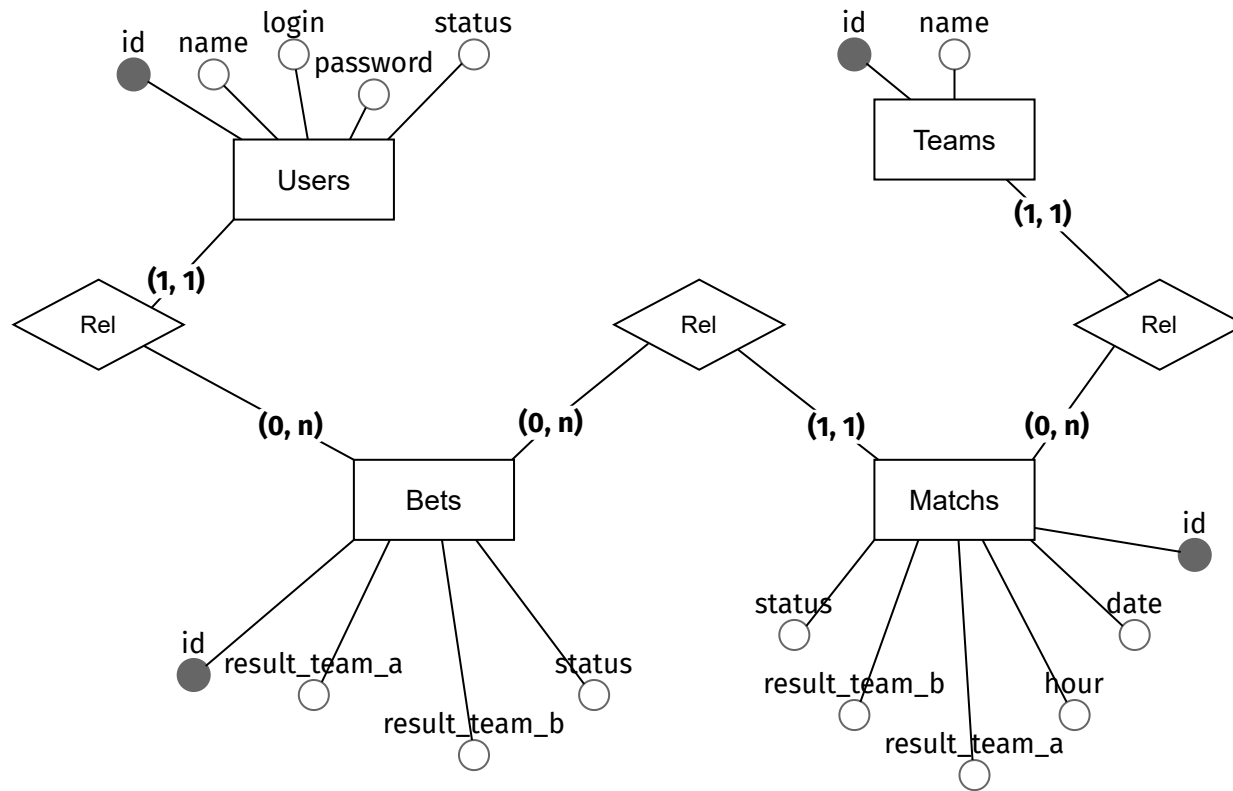 id
name
login
password
status
Users
id
name
Teams
(1, 1)
(1, 1)
Rel
Rel
Rel
(0, n)
(0, n)
(1, 1)
(0, n)
Bets
Matchs
id
result_team_a
result_team_b
status
status
result_team_b
result_team_a
hour
date
id